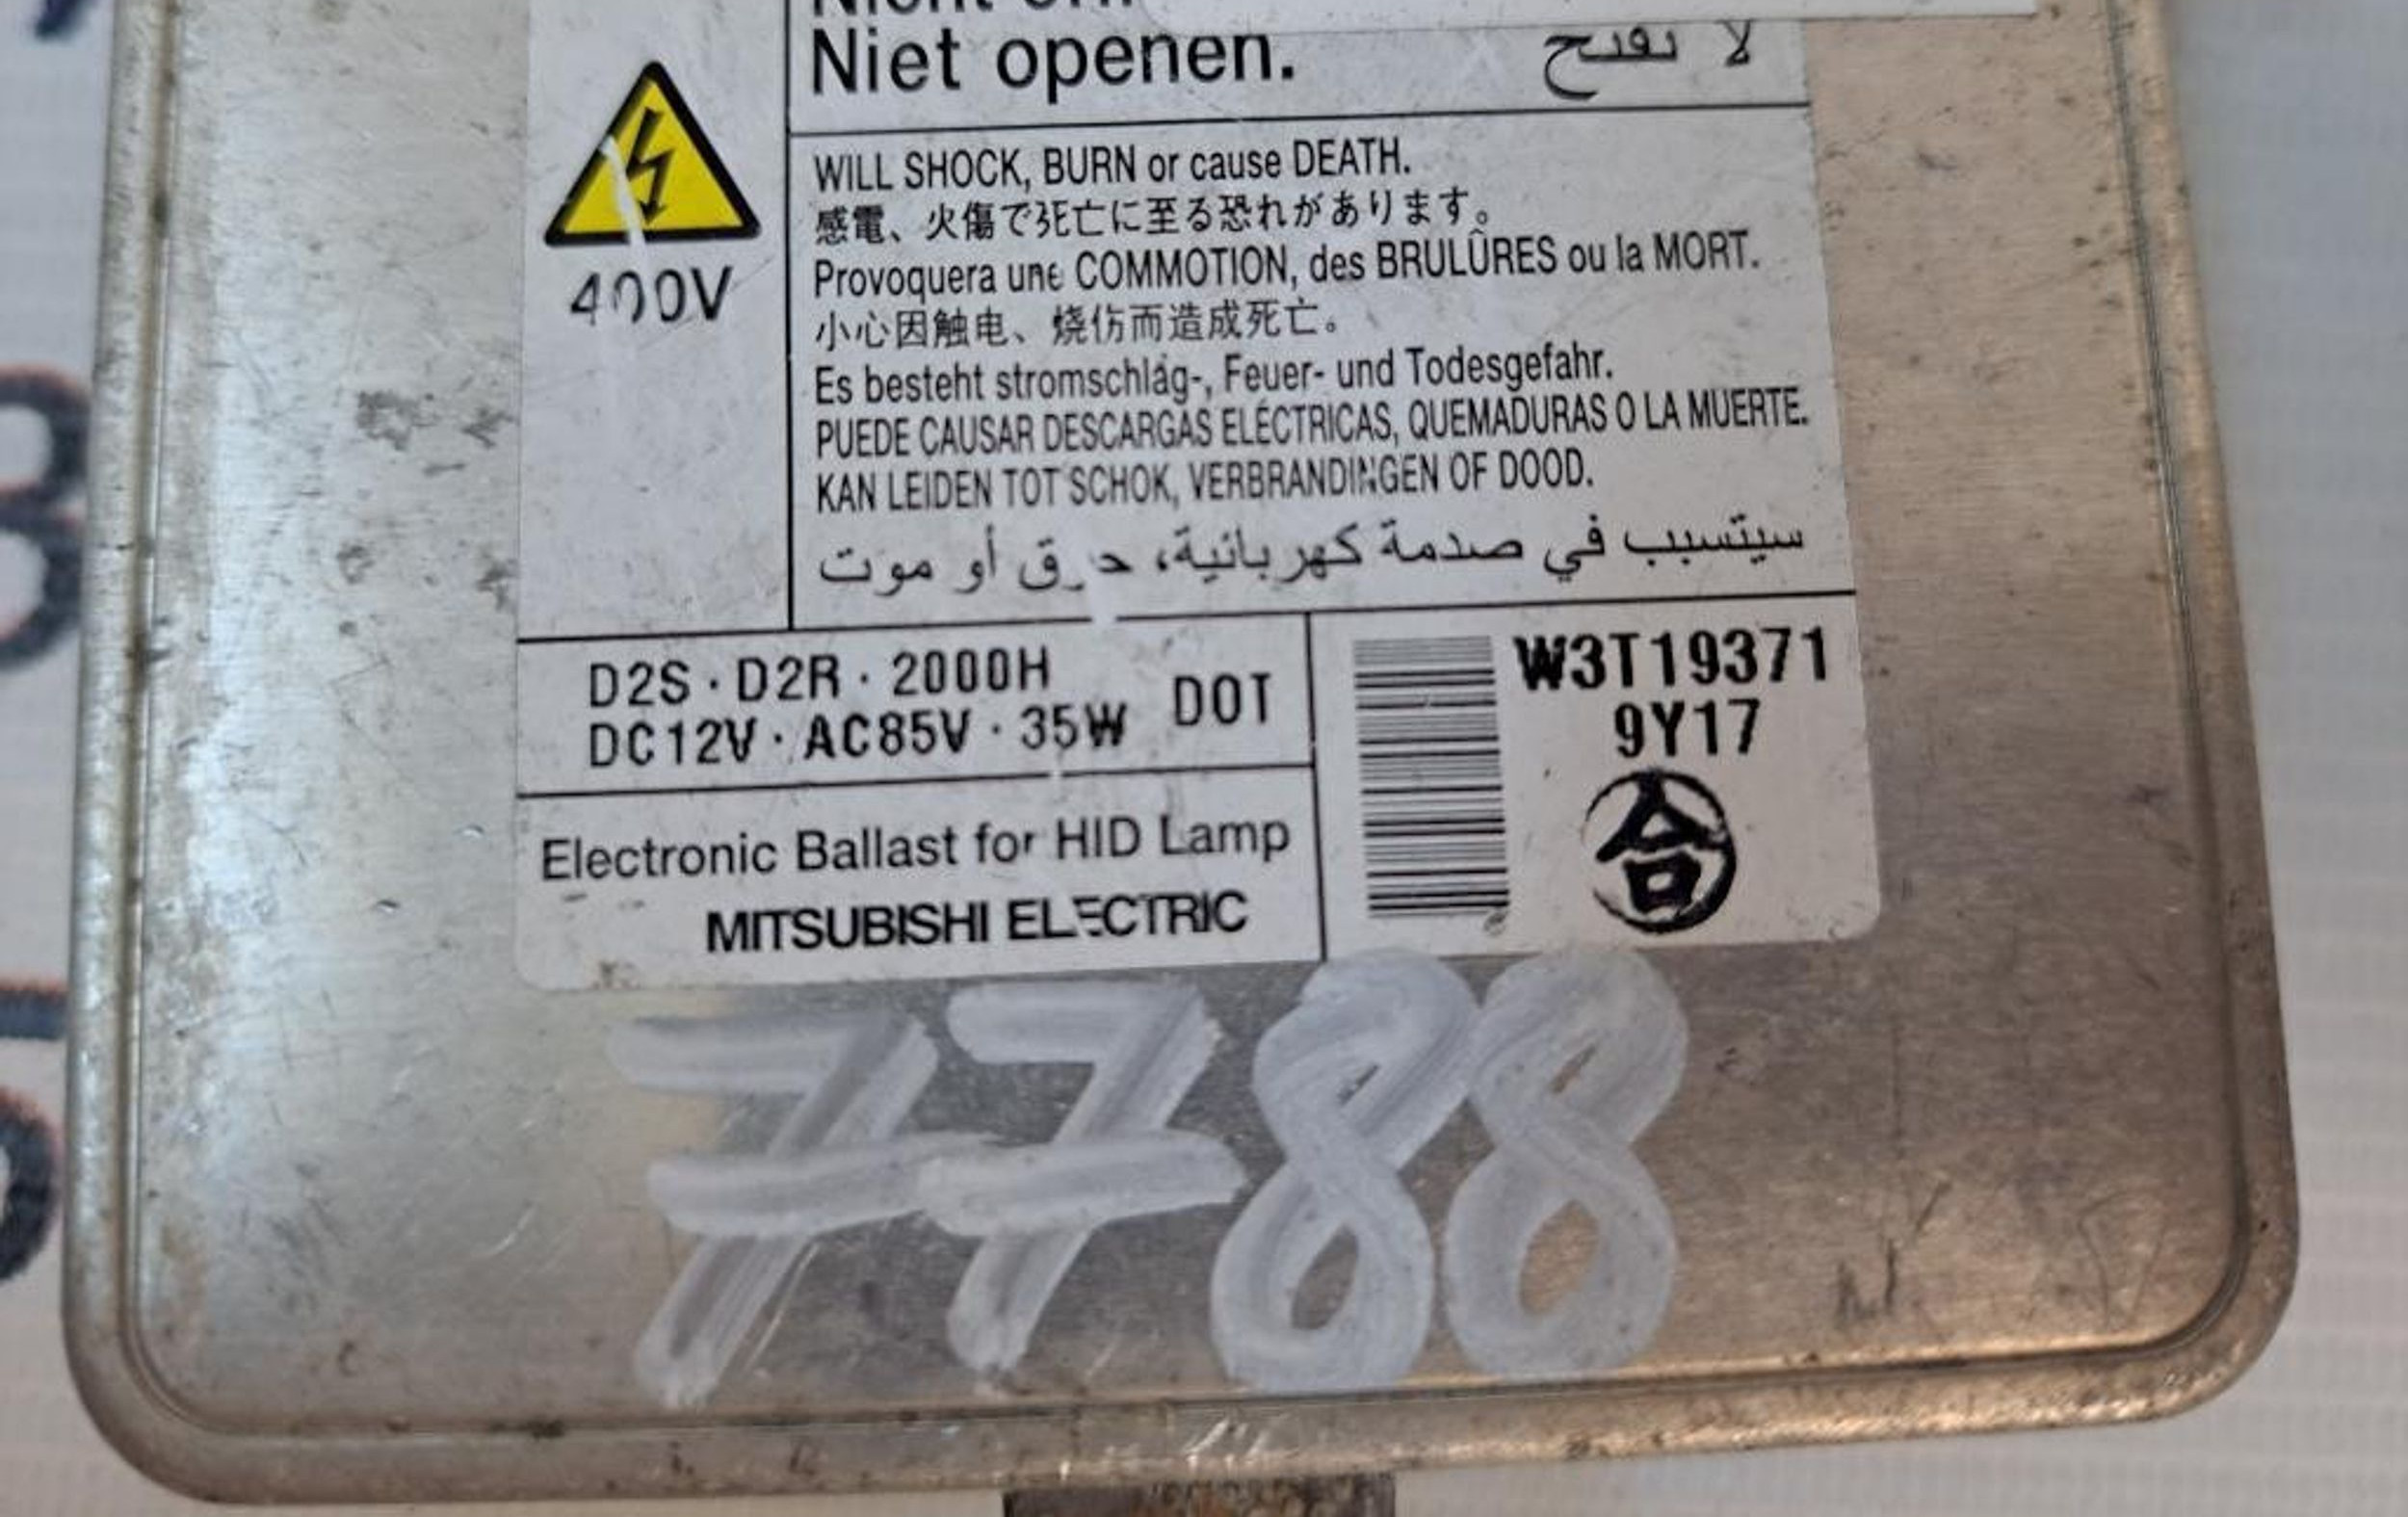 Niet openen.
لا تفتح
400V
WILL SHOCK, BURN or cause DEATH.
感電、火傷で死亡に至る恐れがあります。
Provoquera une COMMOTION, des BRULÛRES ou la MORT.
小心因触电、烧伤而造成死亡。
Es besteht stromschlag-, Feuer- und Todesgefahr.
PUEDE CAUSAR DESCARGAS ELÉCTRICAS, QUEMADURAS O LA MUERTE.
KAN LEIDEN TOT SCHOK, VERBRANDINGEN OF DOOD.
سيتسبب في صدمة كهربائية، حرق أو موت
D2S · D2R · 2000H
DC12V · AC85V · 35W DOT
W3T19371
9Y17
合
Electronic Ballast for HID Lamp
MITSUBISHI ELECTRIC
7788